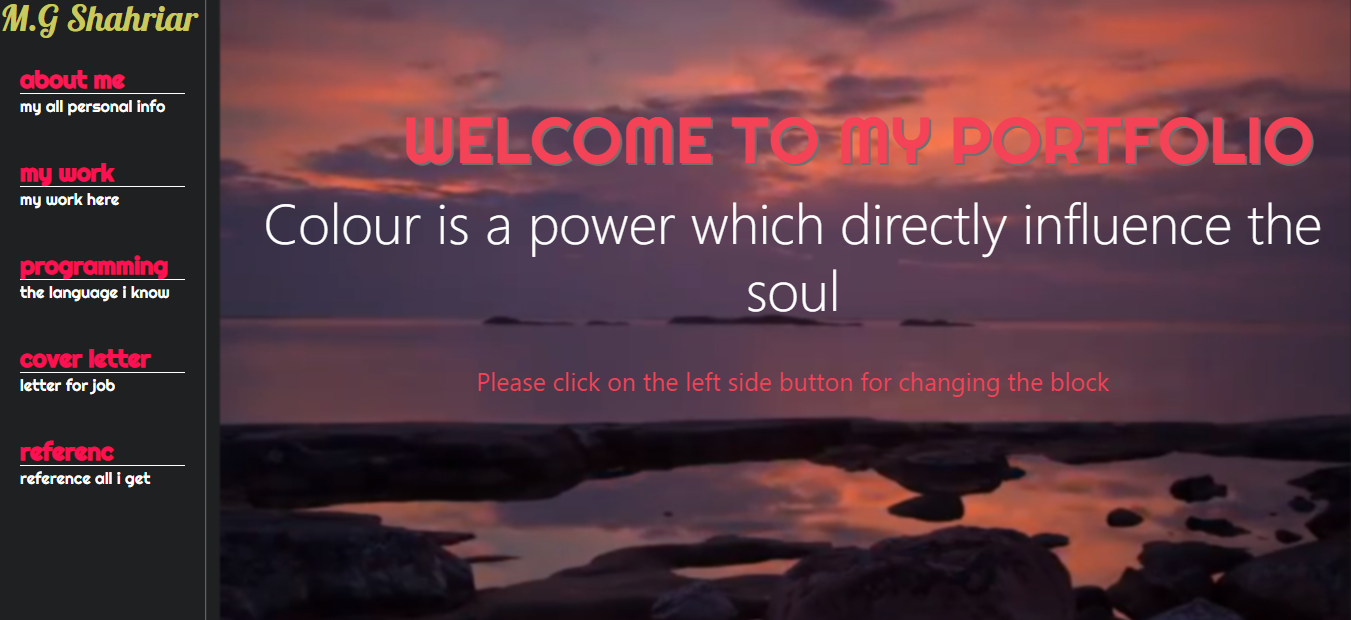 M.G Shahriar
about me
my all personal info
my work
my work here
programming
the language i know
cover letter
letter for job
referenc
reference all i get
WELCOME TO MY PORTFOLIO
Colour is a power which directly influence the
soul
Please click on the left side button for changing the block